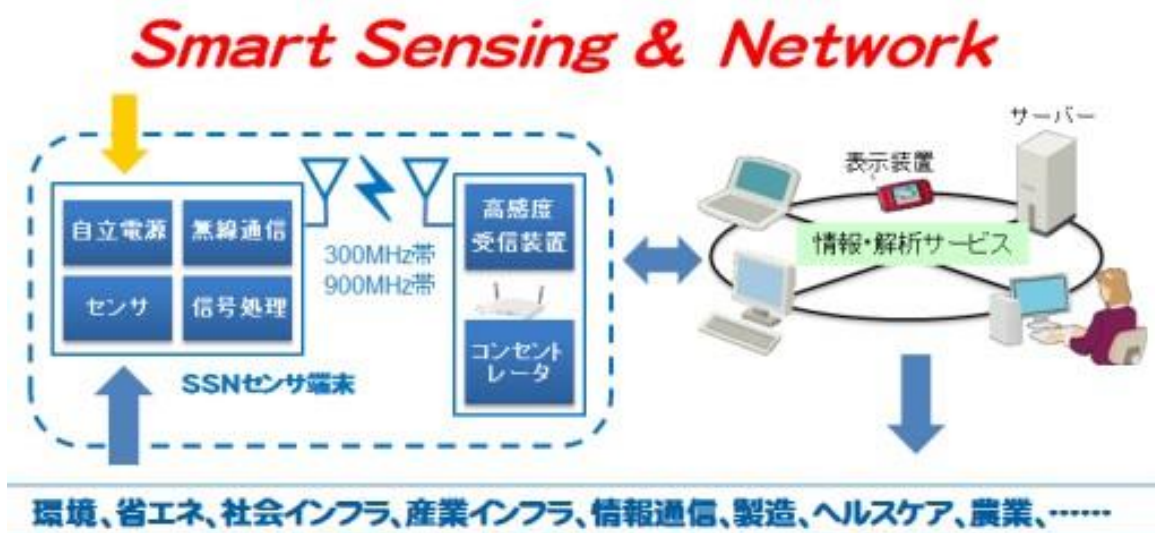 Smart Sensing & Network
サーバー
表示装置
自立電源
無線通信
センサ
信号処理
300MHz帯
900MHz帯
高感度
受信装置
コンセント
レータ
SSNセンサ端末
情報・解析サービス
環境、省エネ、社会インフラ、産業インフラ、情報通信、製造、ヘルスケア、農業、……